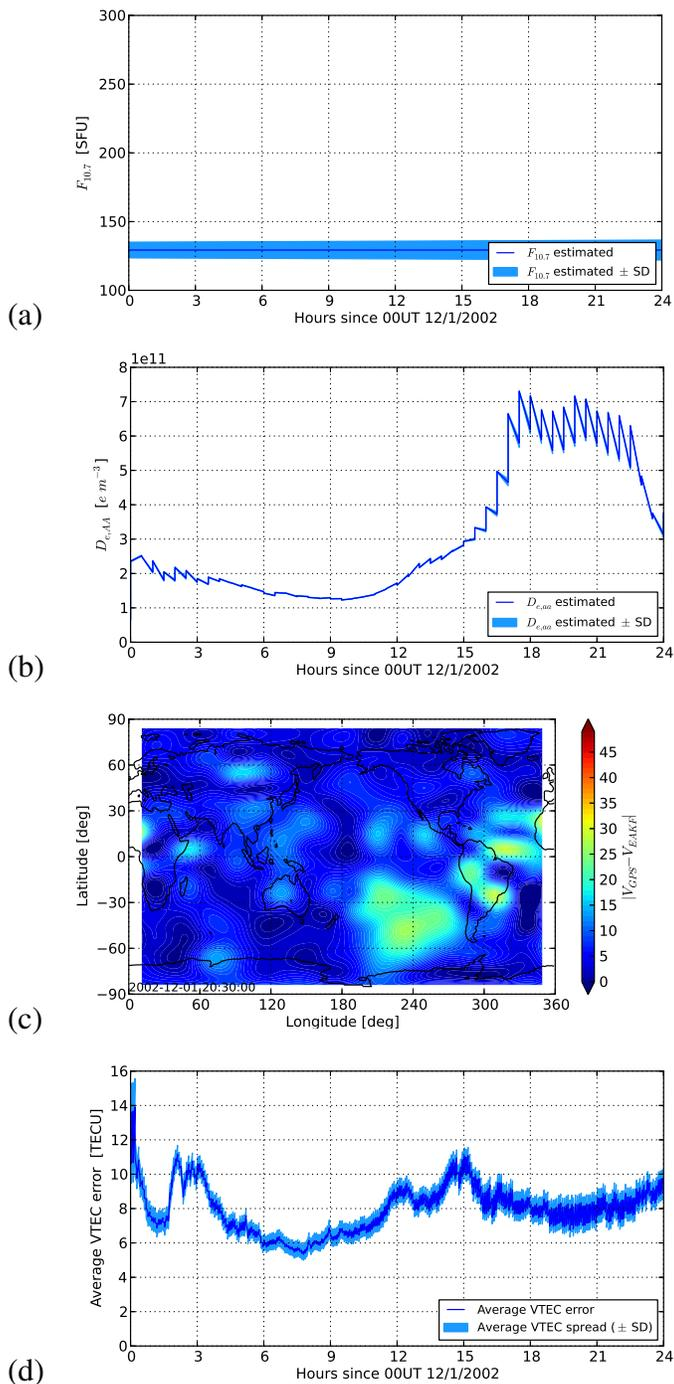 300
250
200
150
100
F10.7 [SFU]
F10.7 estimated
F10.7 estimated ± SD
0 3 6 9 12 15 18 21 24
Hours since 00UT 12/1/2002
(a)
1e11
8
7
6
5
4
3
2
1
0
De,AA [e m−3]
De,aa estimated
De,aa estimated ± SD
0 3 6 9 12 15 18 21 24
Hours since 00UT 12/1/2002
(b)
90
60
30
0
−30
−60
−90
Latitude [deg]
2002-12-01 20:30:00
0 60 120 180 240 300 360
Longitude [deg]
45
40
35
30
25
20
15
10
5
0
|VGPS−VEAKF|
(c)
16
14
12
10
8
6
4
2
0
Average VTEC error [TECU]
Average VTEC error
Average VTEC spread (± SD)
0 3 6 9 12 15 18 21 24
Hours since 00UT 12/1/2002
(d)